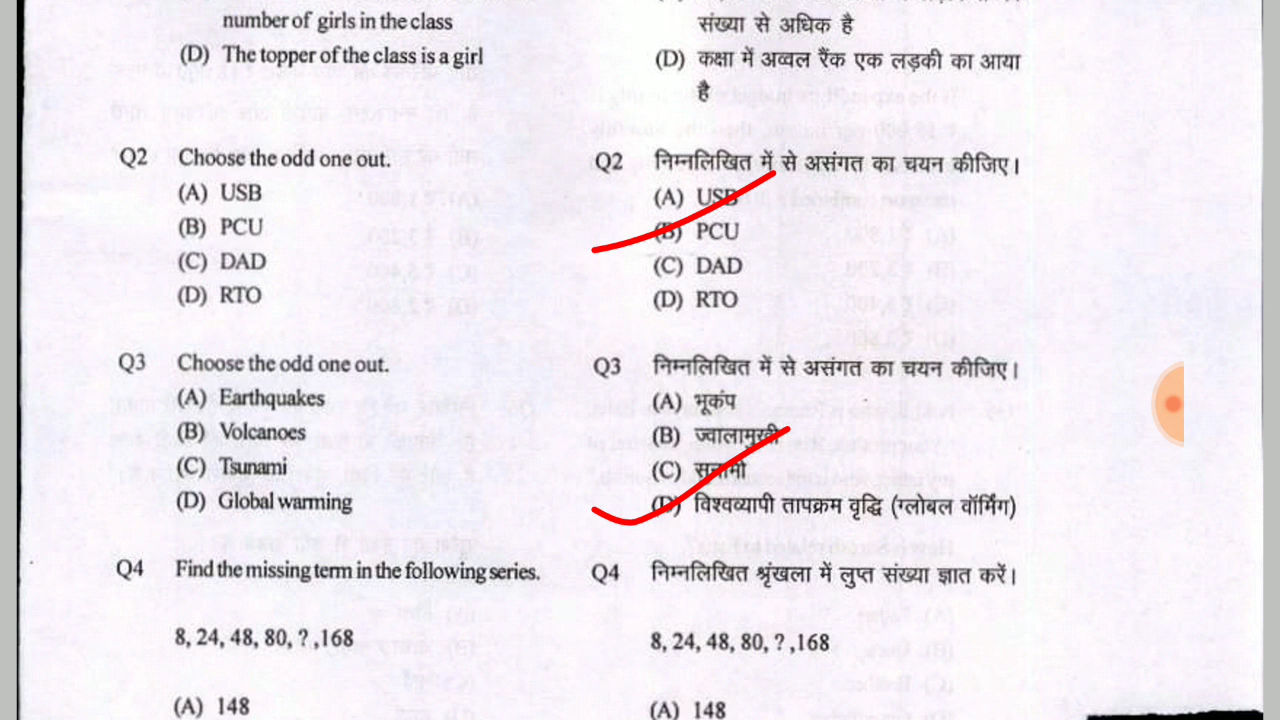 number of girls in the class
(D) The topper of the class is a girl
Q2 Choose the odd one out.
(A) USB
(B) PCU
(C) DAD
(D) RTO
Q3 Choose the odd one out.
(A) Earthquakes
(B) Volcanoes
(C) Tsunami
(D) Global warming
Q4 Find the missing term in the following series.
8, 24, 48, 80, ? ,168
(A) 148
संख्या से अधिक है
(D) कक्षा में अव्वल रैंक एक लड़की का आया
है
Q2 निम्नलिखित में से असंगत का चयन कीजिए।
(A) USB
(B) PCU
(C) DAD
(D) RTO
Q3 निम्नलिखित में से असंगत का चयन कीजिए।
(A) भूकंप
(B) ज्वालामुखी
(C) सुनामी
(D) विश्वव्यापी तापक्रम वृद्धि (ग्लोबल वॉर्मिंग)
Q4 निम्नलिखित श्रृंखला में लुप्त संख्या ज्ञात करें।
8, 24, 48, 80, ? ,168
(A) 148